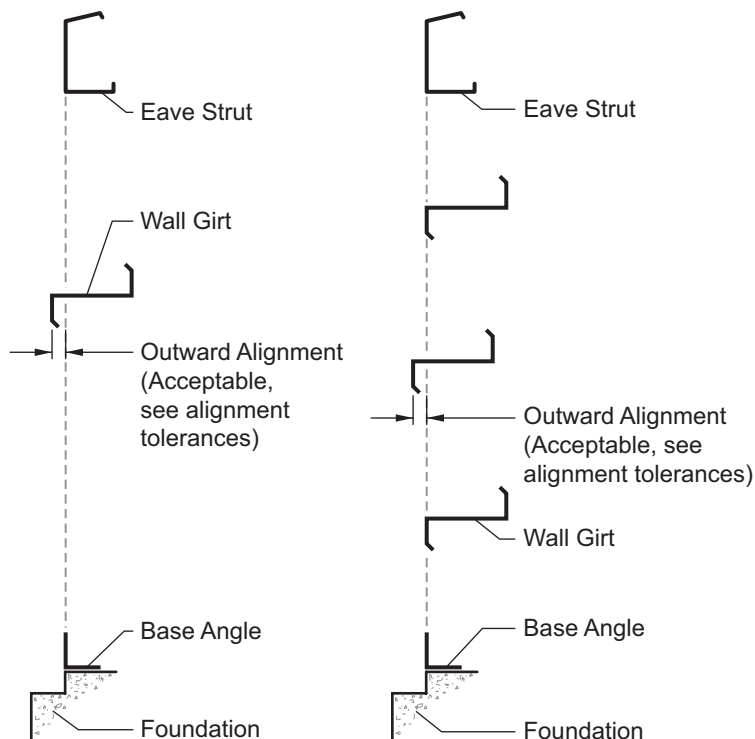 Eave Strut
Wall Girt
Outward Alignment
(Acceptable,
see alignment
tolerances)
Base Angle
Foundation
Eave Strut
Outward Alignment
(Acceptable, see
alignment tolerances)
Wall Girt
Base Angle
Foundation